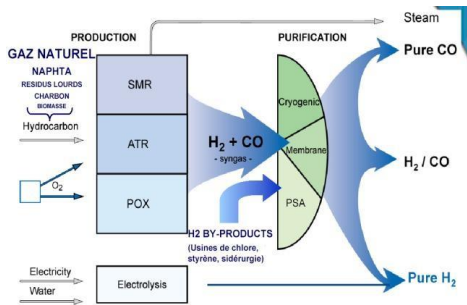 Steam
PRODUCTION
PURIFICATION
GAZ NATUREL
NAPHTA
RESIDUS LOURDS
CHARBON
BIOMASSE
Hydrocarbon
O2
SMR
ATR
POX
H2 + CO
- syngas -
Cryogenic
Membrane
PSA
Pure CO
H2 / CO
Pure H2
H2 BY-PRODUCTS
(Usines de chlore,
styrène, sidérurgie)
Electricity
Water
Electrolysis